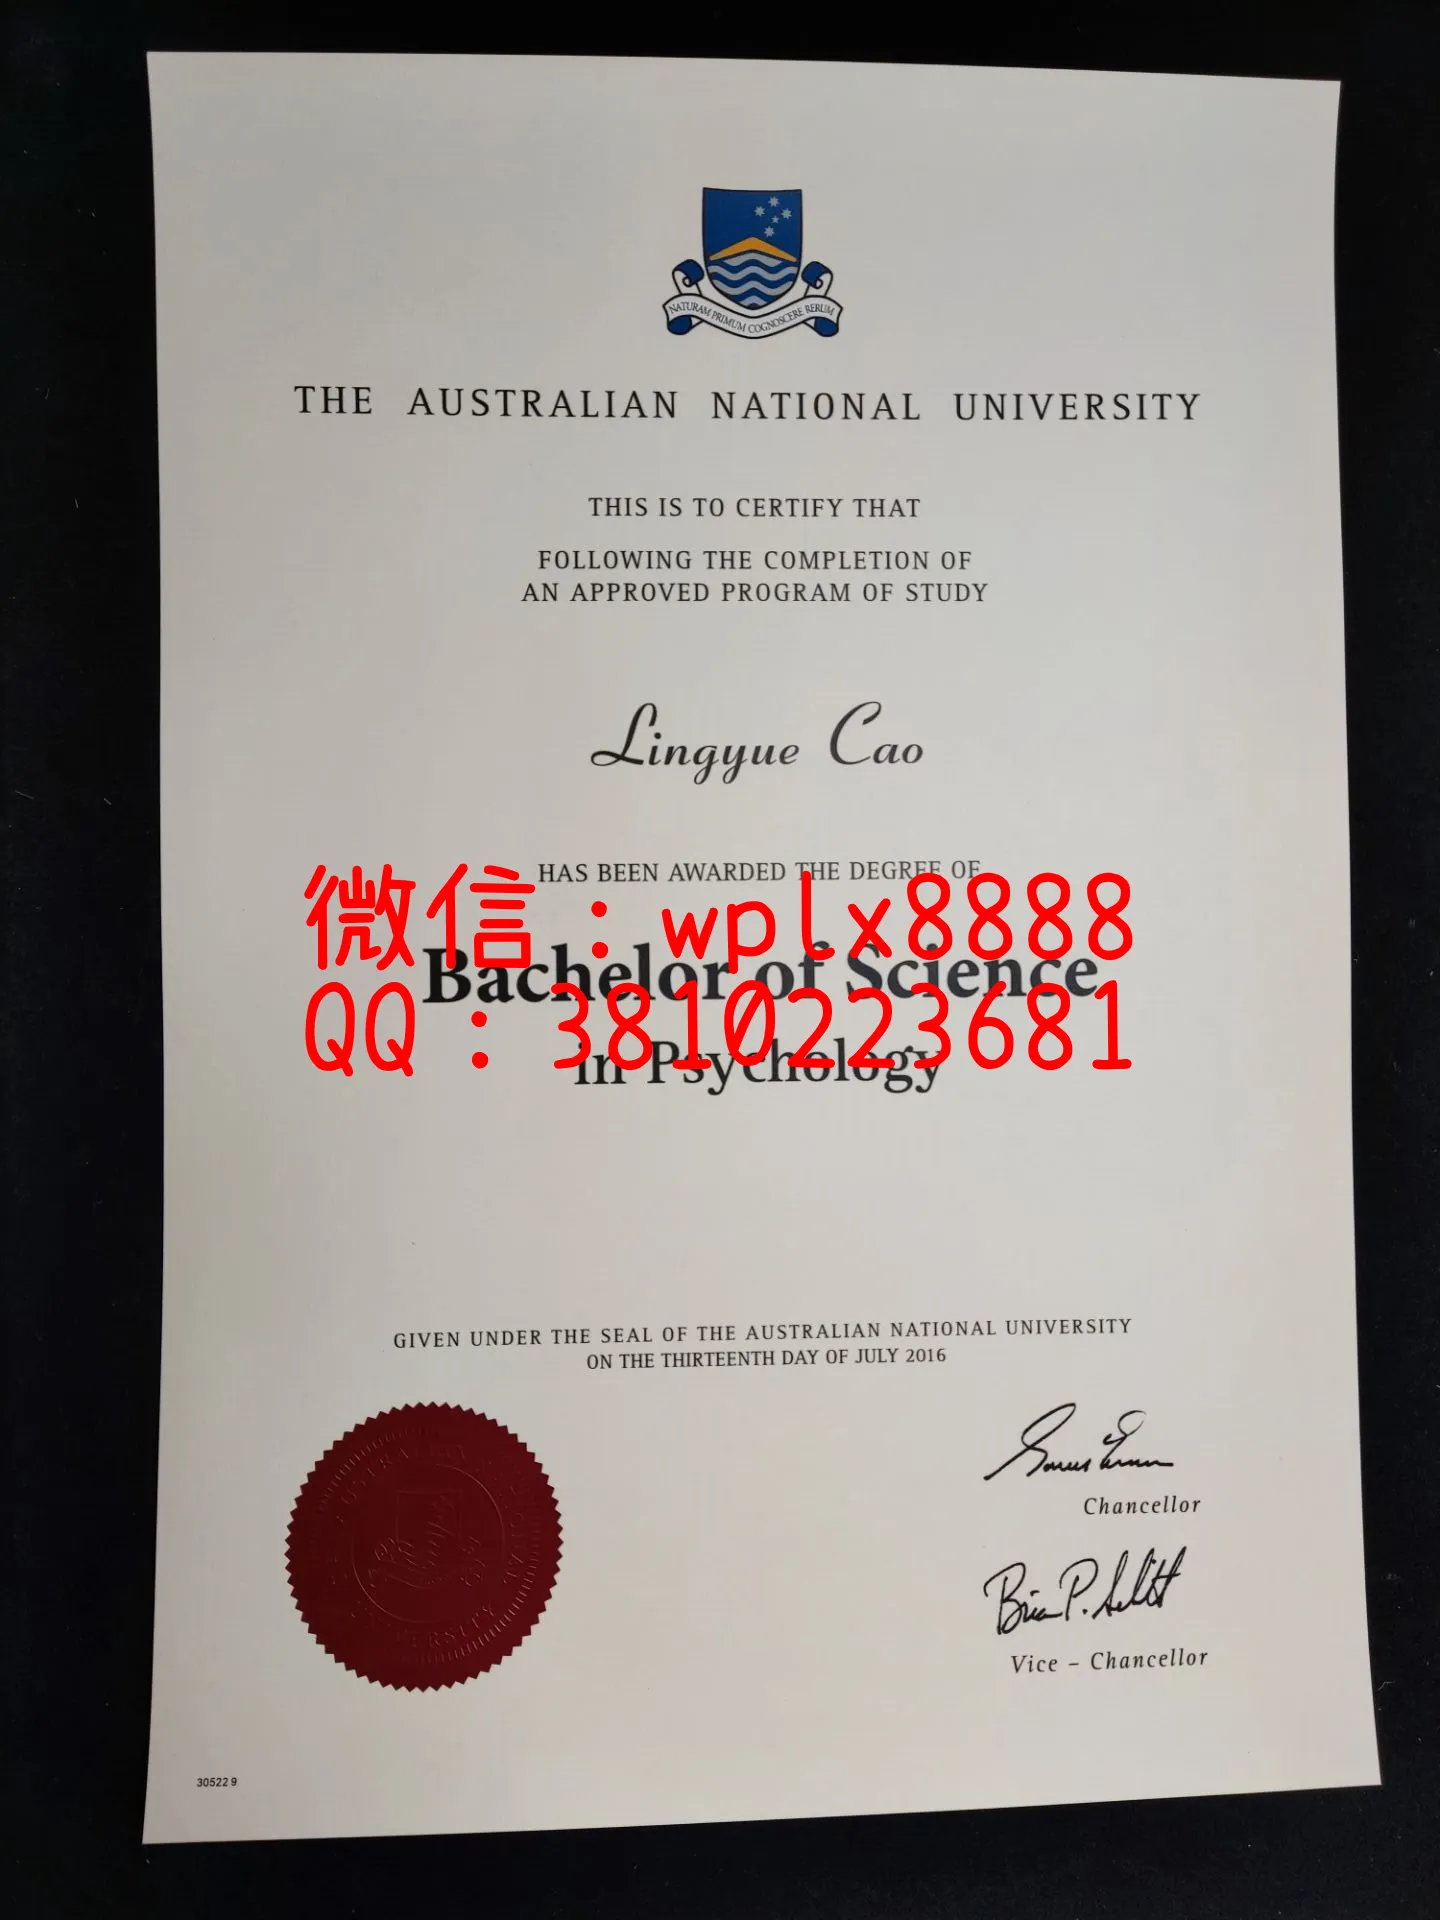 NATURAM PRIMUM COGNOSCERE RERUM
THE AUSTRALIAN NATIONAL UNIVERSITY
THIS IS TO CERTIFY THAT
FOLLOWING THE COMPLETION OF
AN APPROVED PROGRAM OF STUDY
Lingyue Cao
HAS BEEN AWARDED THE DEGREE OF
微信：wplx8888
Bachelor of Science
QQ：3810223681
in Psychology
GIVEN UNDER THE SEAL OF THE AUSTRALIAN NATIONAL UNIVERSITY
ON THE THIRTEENTH DAY OF JULY 2016
Chancellor
Brian P.
Vice – Chancellor
UNIVERSITY
30522 9